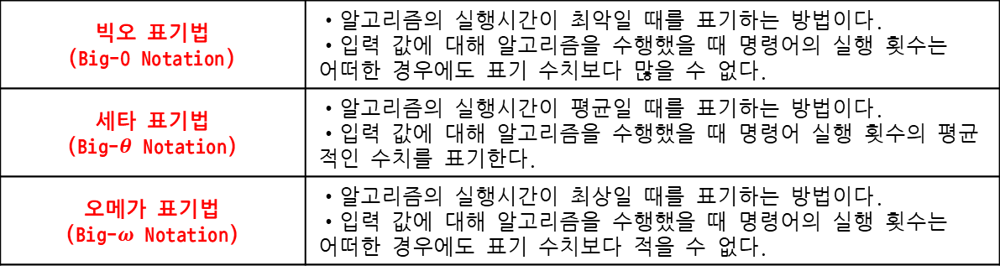 빅오 표기법
(Big-O Notation)
• 알고리즘의 실행시간이 최악일 때를 표기하는 방법이다.
• 입력 값에 대해 알고리즘을 수행했을 때 명령어의 실행 횟수는
어떠한 경우에도 표기 수치보다 많을 수 없다.
세타 표기법
(Big-θ Notation)
• 알고리즘의 실행시간이 평균일 때를 표기하는 방법이다.
• 입력 값에 대해 알고리즘을 수행했을 때 명령어 실행 횟수의 평균
적인 수치를 표기한다.
오메가 표기법
(Big-ω Notation)
• 알고리즘의 실행시간이 최상일 때를 표기하는 방법이다.
• 입력 값에 대해 알고리즘을 수행했을 때 명령어의 실행 횟수는
어떠한 경우에도 표기 수치보다 적을 수 없다.